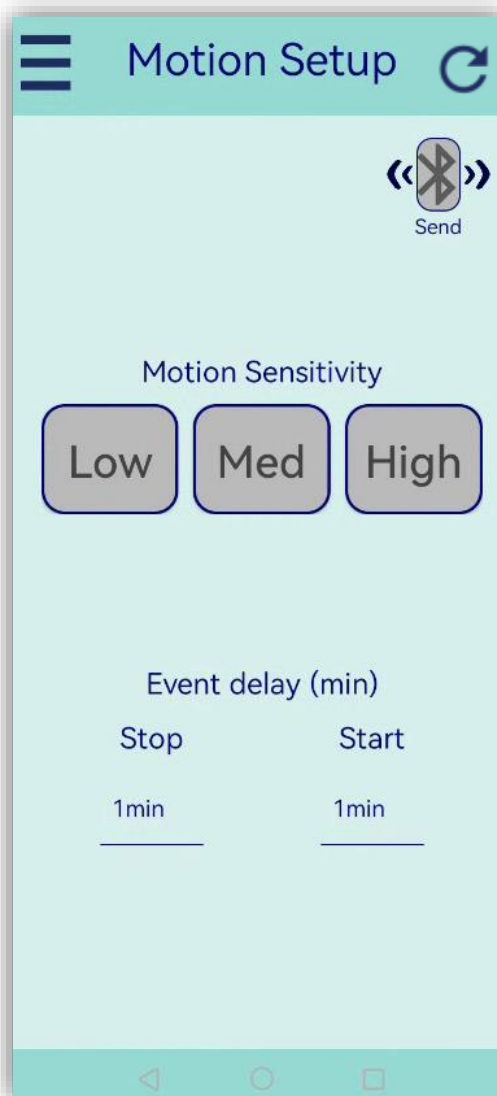 Motion Setup
Send
Motion Sensitivity
Low Med High
Event delay (min)
Stop Start
1min 1min